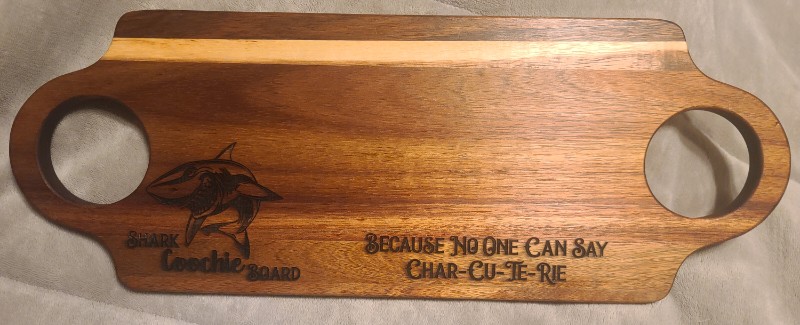 Shark
Coochie Board
Because No One Can Say
Char-Cu-Te-Rie